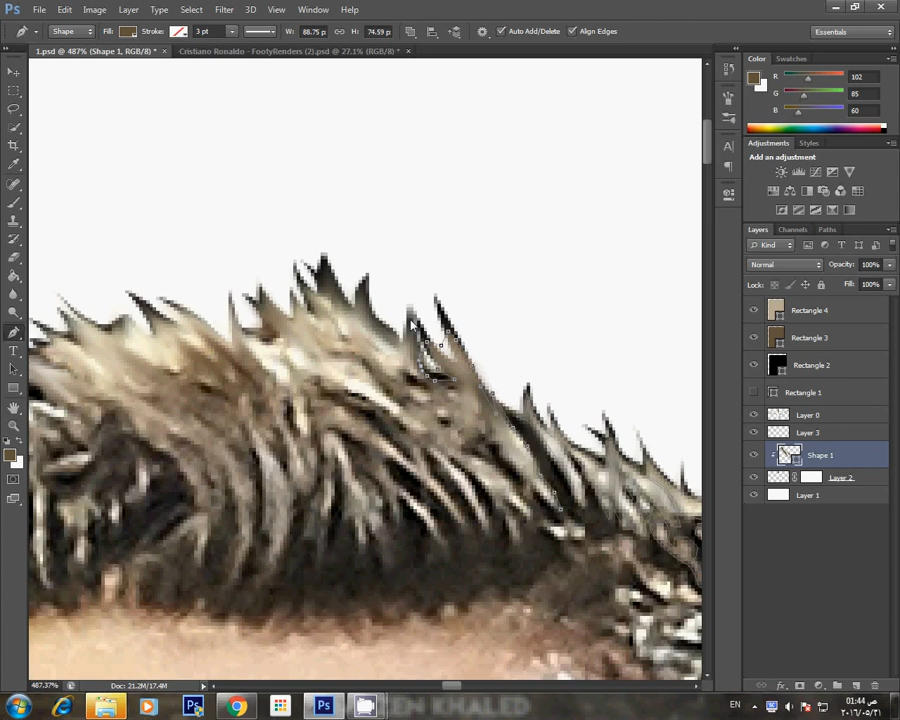 Ps File Edit Image Layer Type Select Filter 3D View Window Help
Shape Fill: Stroke: 3 pt W: 88.75 p H: 74.59 p Auto Add/Delete Align Edges Essentials
1.psd @ 487% (Shape 1, RGB/8) * × Cristiano Ronaldo - FootyRenders (2).psd @ 27.1% (RGB/8) * ×
Color Swatches
R 102
G 85
B 60
Adjustments Styles
Add an adjustment
Layers Channels Paths
Kind
Normal Opacity: 100%
Lock: Fill: 100%
Rectangle 4
Rectangle 3
Rectangle 2
Rectangle 1
Layer 0
Layer 3
Shape 1
Layer 2
Layer 1
487.37% Doc: 21.2M/17.4M
EN 01:44 ص
٢٠١٦/٠٥/٣١